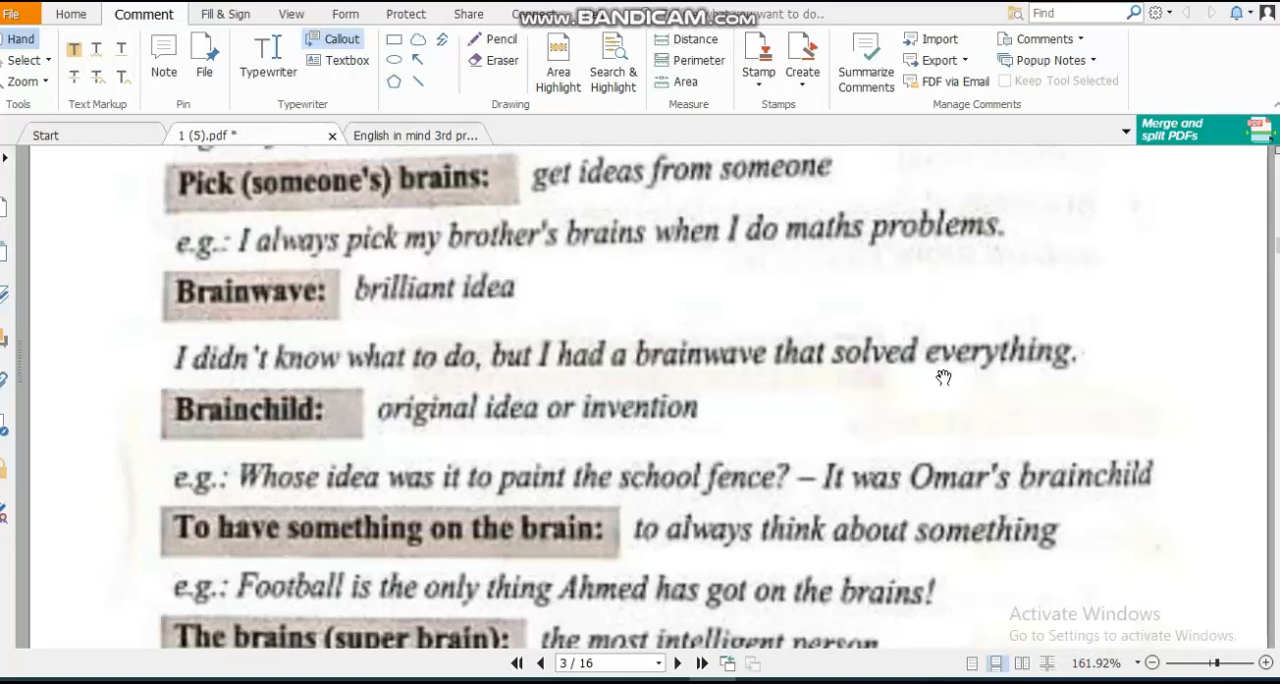 File Home Comment Fill & Sign View Form Protect Share www.BANDICAM.com you want to do.. Find
Hand Callout Pencil Distance Import Comments
Select Note File Typewriter Textbox Eraser Area Search & Perimeter Stamp Create Summarize Export Popup Notes
Zoom Highlight Highlight Area Comments FDF via Email Keep Tool Selected
Tools Text Markup Pin Typewriter Drawing Measure Stamps Manage Comments
Start 1 (5).pdf * English in mind 3rd pr... Merge and
split PDFs
Pick (someone's) brains: get ideas from someone
e.g.: I always pick my brother's brains when I do maths problems.
Brainwave: brilliant idea
I didn't know what to do, but I had a brainwave that solved everything.
Brainchild: original idea or invention
e.g.: Whose idea was it to paint the school fence? – It was Omar's brainchild
To have something on the brain: to always think about something
e.g.: Football is the only thing Ahmed has got on the brains!
The brains (super brain): the most intelligent person
Activate Windows
Go to Settings to activate Windows.
3 / 16 161.92%